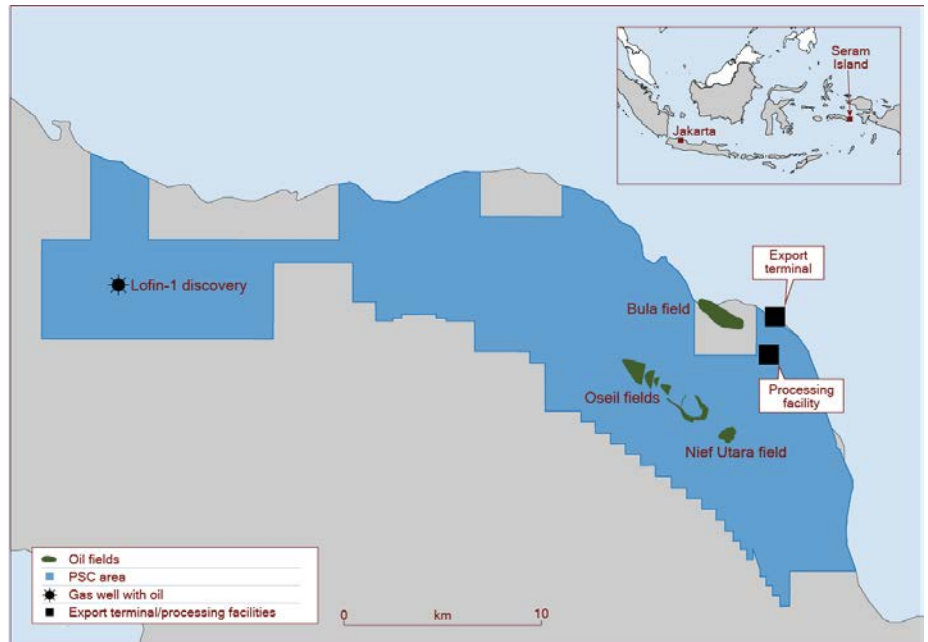 Seram
Island
Jakarta
Export
terminal
Lofin-1 discovery
Bula field
Oseil fields
Processing
facility
Nief Utara field
Oil fields
PSC area
Gas well with oil
Export terminal/processing facilities
0 km 10